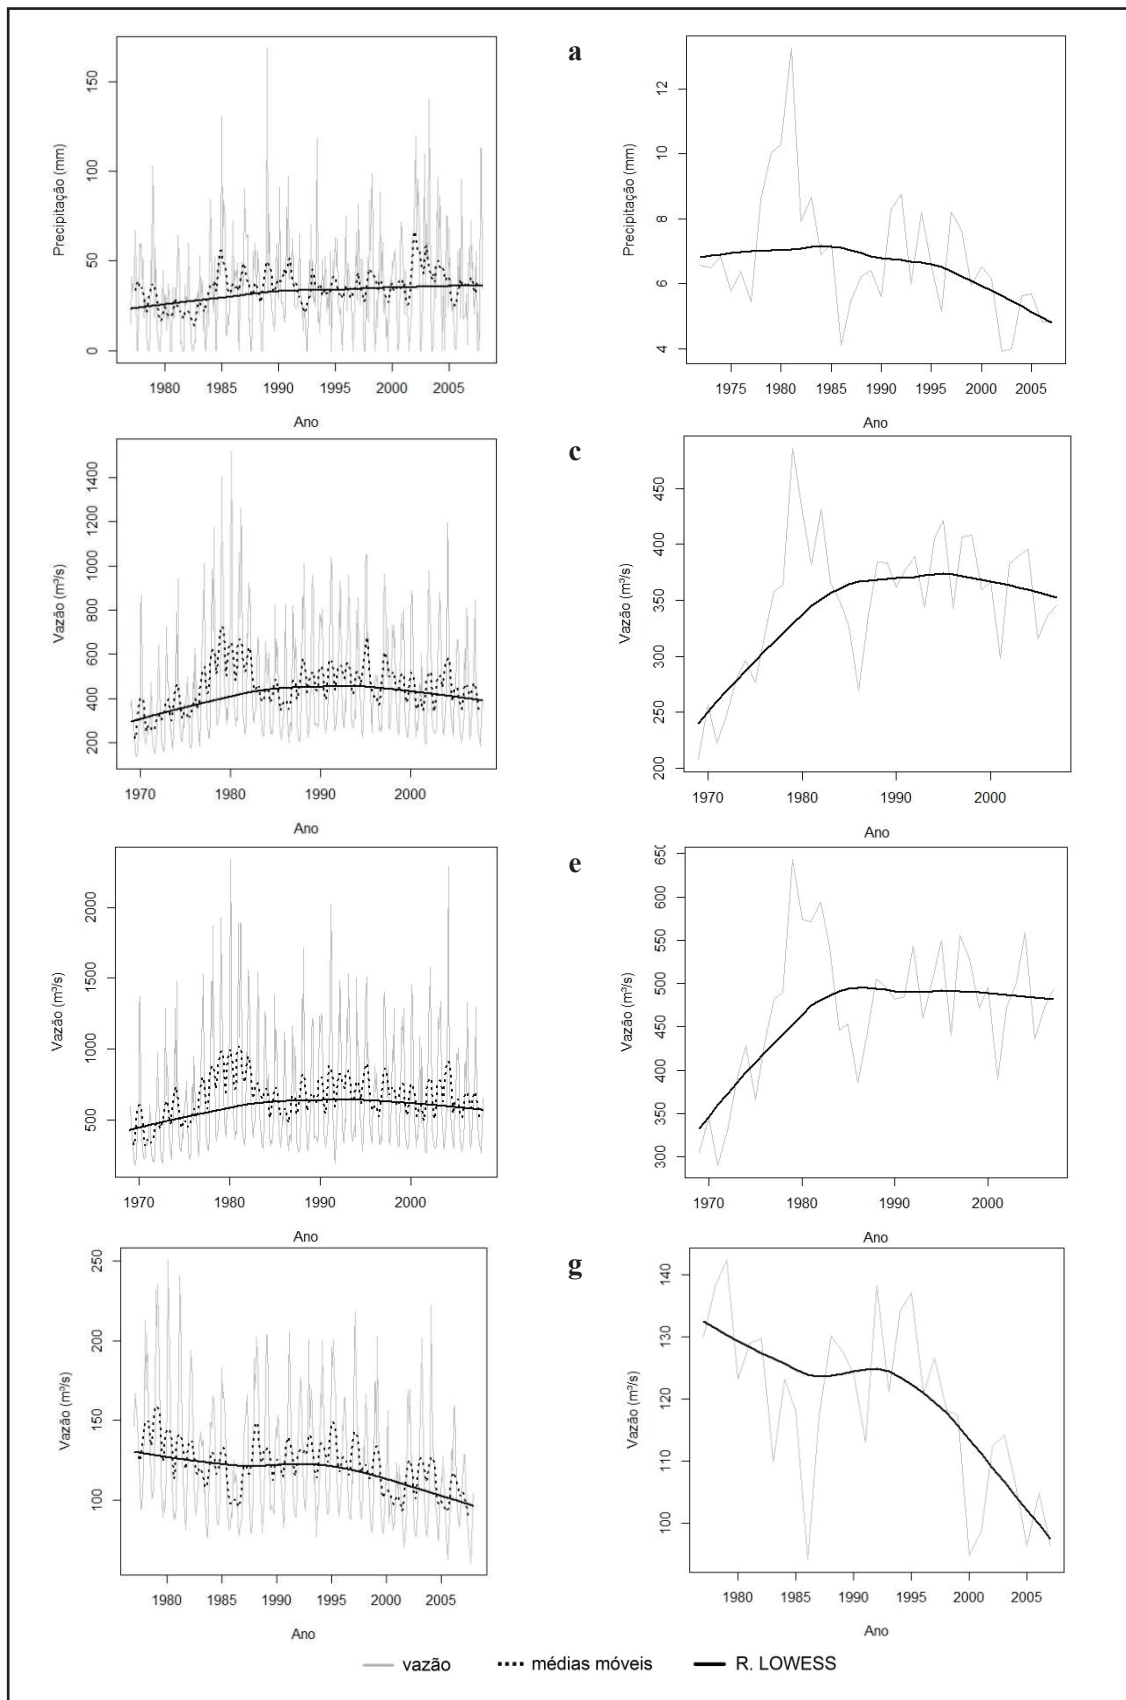 a
Precipitação (mm)
0 50 100 150
1980 1985 1990 1995 2000 2005
Ano
Precipitação (mm)
4 6 8 10 12
1975 1980 1985 1990 1995 2000 2005
Ano
c
Vazão (m³/s)
200 400 600 800 1000 1200 1400
1970 1980 1990 2000
Ano
Vazão (m³/s)
200 250 300 350 400 450
1970 1980 1990 2000
Ano
e
Vazão (m³/s)
500 1000 1500 2000
1970 1980 1990 2000
Ano
Vazão (m³/s)
300 350 400 450 500 550 600 650
1970 1980 1990 2000
Ano
g
Vazão (m³/s)
100 150 200 250
1980 1985 1990 1995 2000 2005
Ano
Vazão (m³/s)
100 110 120 130 140
1980 1985 1990 1995 2000 2005
Ano
vazão médias móveis R. LOWESS